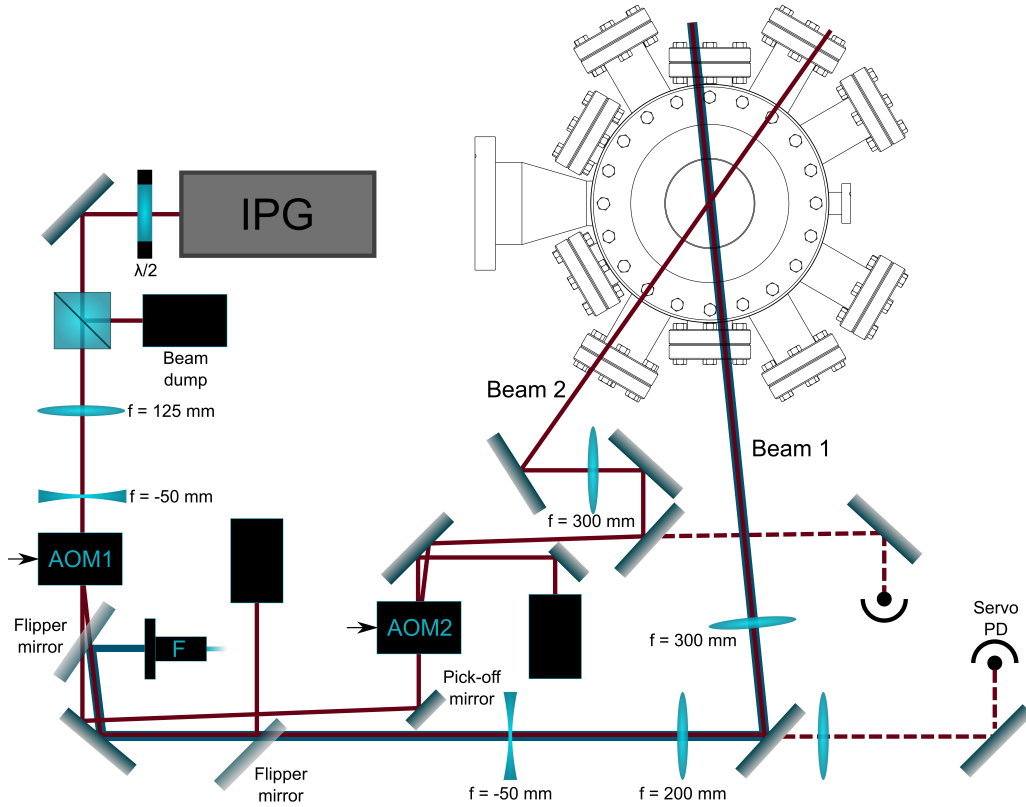 IPG
λ/2
Beam
dump
f = 125 mm
Beam 2
Beam 1
f = -50 mm
f = 300 mm
AOM1
AOM2
Servo
PD
Flipper
mirror
F
f = 300 mm
Pick-off
mirror
Flipper
mirror
f = -50 mm
f = 200 mm